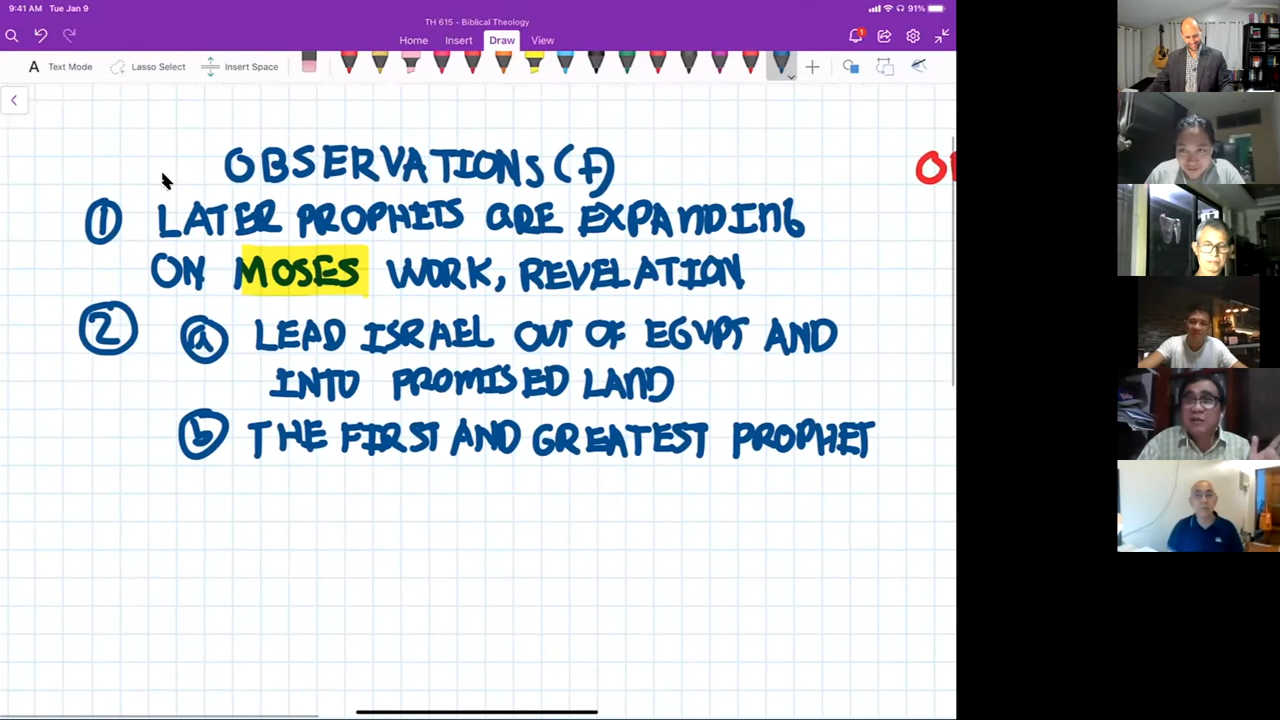 9:41 AM Tue Jan 9
91%
TH 615 - Biblical Theology
Home Insert Draw View
1
A Text Mode Lasso Select Insert Space
OBSERVATIONS (+)
1 LATER PROPHETS ARE EXPANDING
ON MOSES WORK, REVELATION
2 a LEAD ISRAEL OUT OF EGYPT AND
INTO PROMISED LAND
b THE FIRST AND GREATEST PROPHET